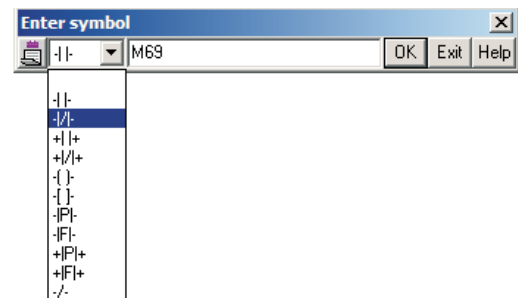 Enter symbol
-| |- M69 OK Exit Help
-| |-
-|/|-
+| |+
+|/|+
-( )-
-[ ]-
-|P|-
-|F|-
+|P|+
+|F|+
-/-